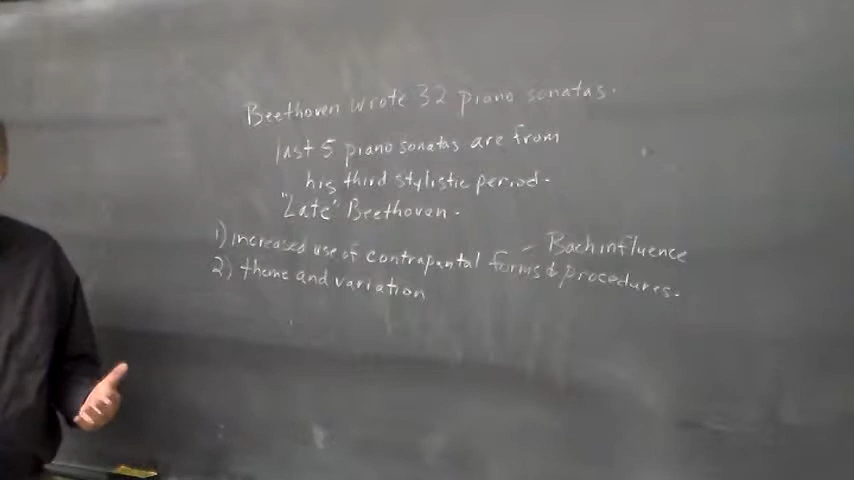 Beethoven wrote 32 piano sonatas.
last 5 piano sonatas are from
his third stylistic period.
"Late" Beethoven.
- Bach influence
1) increased use of contrapuntal forms & procedures.
2) theme and variation